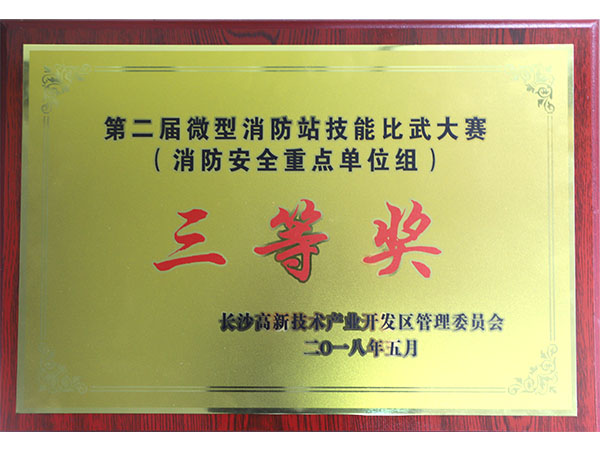 第二届微型消防站技能比武大赛
（消防安全重点单位组）
三等奖
长沙高新技术产业开发区管理委员会
二〇一八年五月